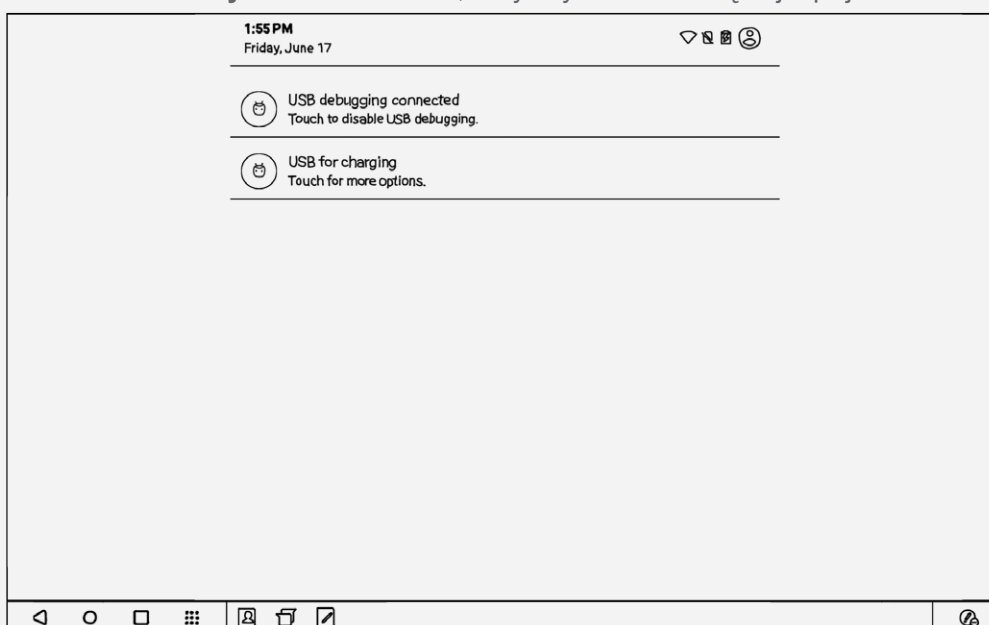 1:55 PM
Friday, June 17
USB debugging connected
Touch to disable USB debugging.
USB for charging
Touch for more options.